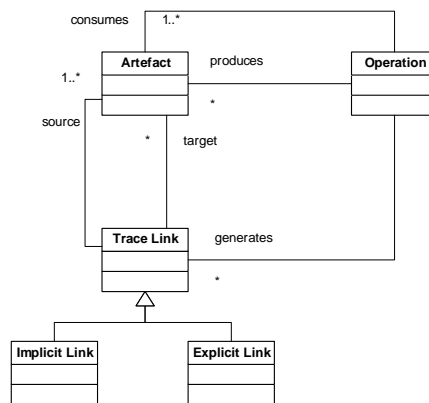 consumes 1..*
Artefact produces Operation
1..*
*
source
* target
Trace Link generates
*
Implicit Link Explicit Link